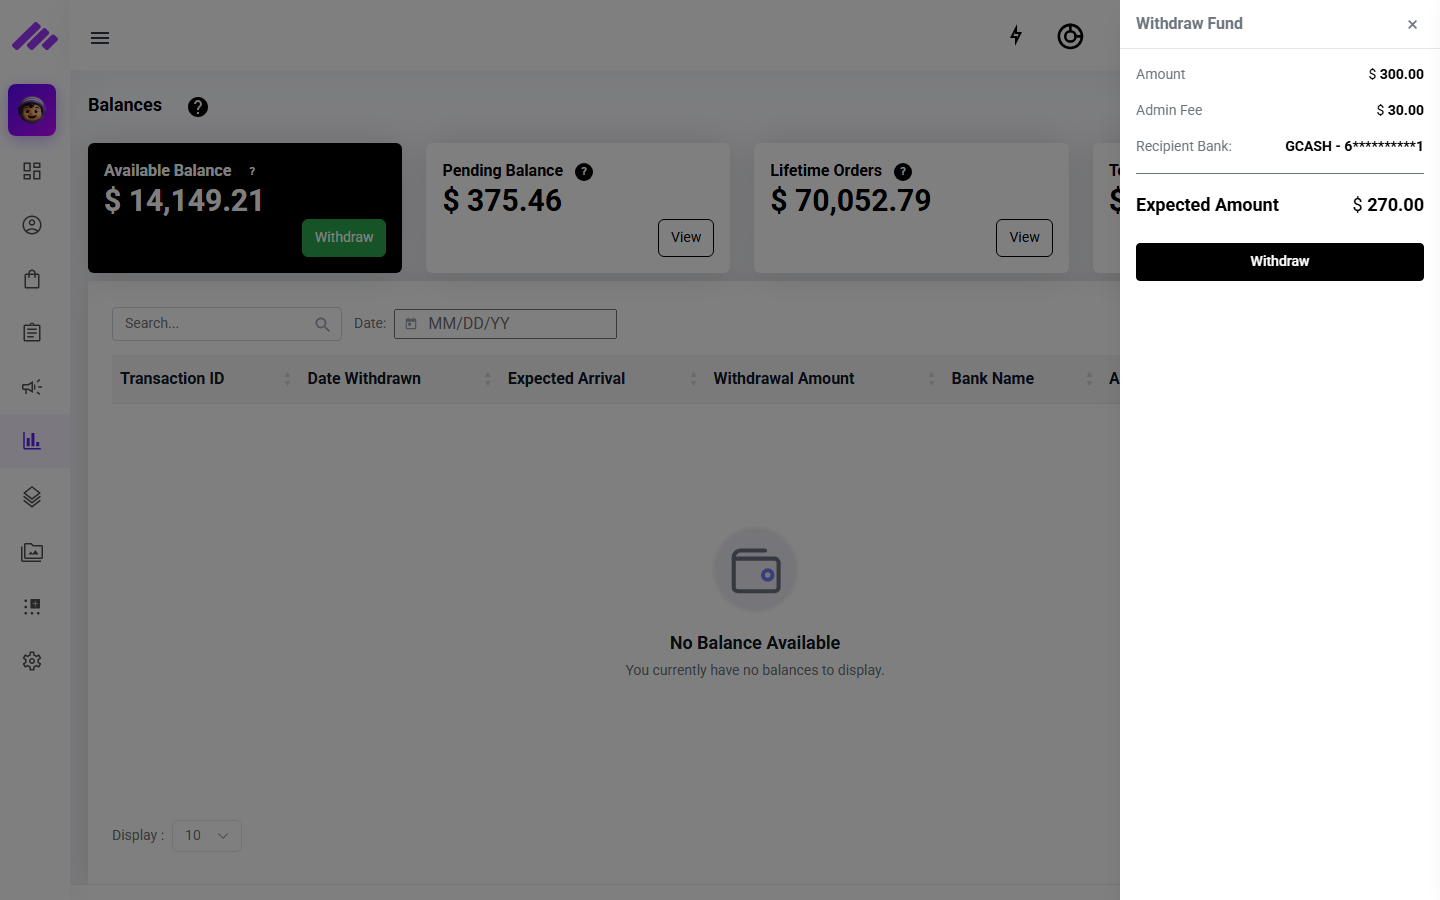 Withdraw Fund
Amount $ 300.00
Admin Fee $ 30.00
Recipient Bank: GCASH - 6**********1
Expected Amount $ 270.00
Withdraw
Balances ?
Available Balance ?
$ 14,149.21
Withdraw
Pending Balance ?
$ 375.46
View
Lifetime Orders ?
$ 70,052.79
View
Search...
Date: MM/DD/YY
Transaction ID Date Withdrawn Expected Arrival Withdrawal Amount Bank Name
No Balance Available
You currently have no balances to display.
Display : 10